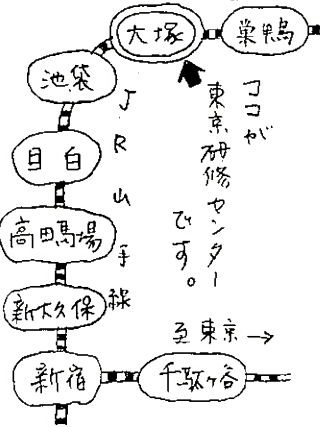 大塚
巣鴨
池袋
目白
高田馬場
新大久保
新宿
千駄ヶ谷
JR山手線
ココが
東京研修センター
です。
至東京→